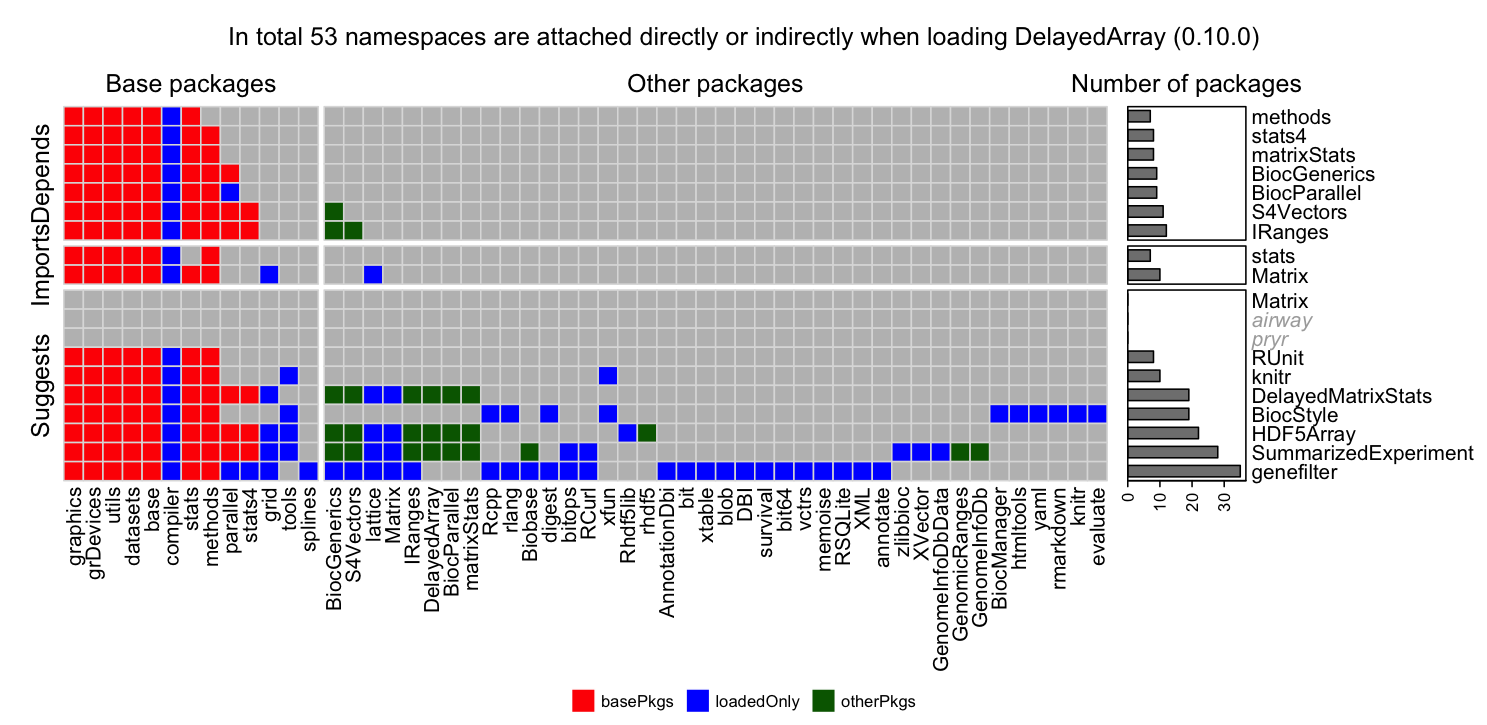 In total 53 namespaces are attached directly or indirectly when loading DelayedArray (0.10.0)
Base packages
Other packages
Number of packages
Depends
methods
stats4
matrixStats
BiocGenerics
BiocParallel
S4Vectors
IRanges
Imports
stats
Matrix
Suggests
Matrix
airway
pryr
RUnit
knitr
DelayedMatrixStats
BiocStyle
HDF5Array
SummarizedExperiment
genefilter
graphics
grDevices
utils
datasets
base
compiler
stats
methods
parallel
stats4
grid
tools
splines
BiocGenerics
S4Vectors
lattice
Matrix
IRanges
DelayedArray
BiocParallel
matrixStats
Rcpp
rlang
Biobase
digest
bitops
RCurl
xfun
Rhdf5lib
rhdf5
AnnotationDbi
bit
xtable
blob
DBI
survival
bit64
vctrs
memoise
RSQLite
XML
annotate
zlibbioc
XVector
GenomeInfoDbData
GenomicRanges
GenomeInfoDb
BiocManager
htmltools
yaml
rmarkdown
knitr
evaluate
0
10
20
30
basePkgs
loadedOnly
otherPkgs